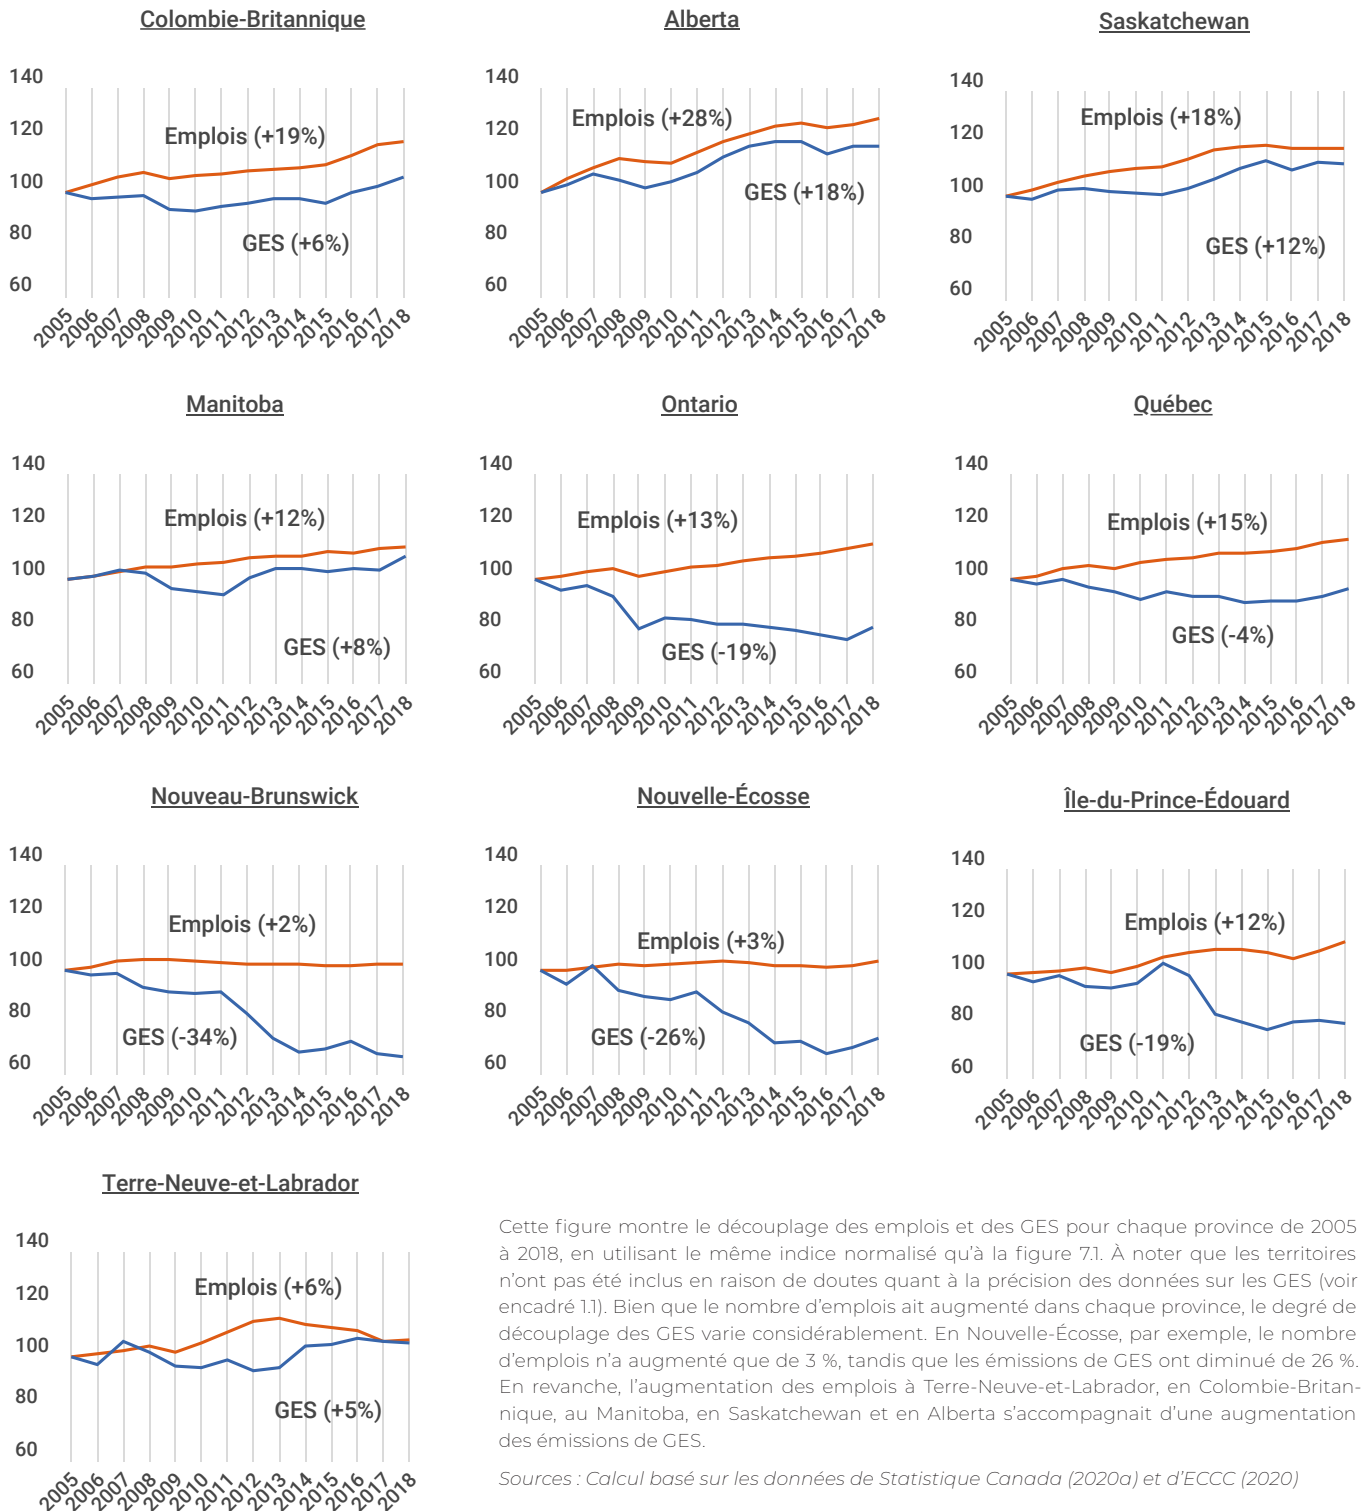 Colombie-Britannique
140
120
100
80
60
Emplois (+19%)
GES (+6%)
2005 2006 2007 2008 2009 2010 2011 2012 2013 2014 2015 2016 2017 2018
Alberta
140
120
100
80
60
Emplois (+28%)
GES (+18%)
2005 2006 2007 2008 2009 2010 2011 2012 2013 2014 2015 2016 2017 2018
Saskatchewan
140
120
100
80
60
Emplois (+18%)
GES (+12%)
2005 2006 2007 2008 2009 2010 2011 2012 2013 2014 2015 2016 2017 2018
Manitoba
140
120
100
80
60
Emplois (+12%)
GES (+8%)
2005 2006 2007 2008 2009 2010 2011 2012 2013 2014 2015 2016 2017 2018
Ontario
140
120
100
80
60
Emplois (+13%)
GES (-19%)
2005 2006 2007 2008 2009 2010 2011 2012 2013 2014 2015 2016 2017 2018
Québec
140
120
100
80
60
Emplois (+15%)
GES (-4%)
2005 2006 2007 2008 2009 2010 2011 2012 2013 2014 2015 2016 2017 2018
Nouveau-Brunswick
140
120
100
80
60
Emplois (+2%)
GES (-34%)
2005 2006 2007 2008 2009 2010 2011 2012 2013 2014 2015 2016 2017 2018
Nouvelle-Écosse
140
120
100
80
60
Emplois (+3%)
GES (-26%)
2005 2006 2007 2008 2009 2010 2011 2012 2013 2014 2015 2016 2017 2018
Île-du-Prince-Édouard
140
120
100
80
60
Emplois (+12%)
GES (-19%)
2005 2006 2007 2008 2009 2010 2011 2012 2013 2014 2015 2016 2017 2018
Terre-Neuve-et-Labrador
140
120
100
80
60
Emplois (+6%)
GES (+5%)
2005 2006 2007 2008 2009 2010 2011 2012 2013 2014 2015 2016 2017 2018
Cette figure montre le découplage des emplois et des GES pour chaque province de 2005
à 2018, en utilisant le même indice normalisé qu'à la figure 7.1. À noter que les territoires
n'ont pas été inclus en raison de doutes quant à la précision des données sur les GES (voir
encadré 1.1). Bien que le nombre d'emplois ait augmenté dans chaque province, le degré de
découplage des GES varie considérablement. En Nouvelle-Écosse, par exemple, le nombre
d'emplois n'a augmenté que de 3 %, tandis que les émissions de GES ont diminué de 26 %.
En revanche, l'augmentation des emplois à Terre-Neuve-et-Labrador, en Colombie-Britan-
nique, au Manitoba, en Saskatchewan et en Alberta s'accompagnait d'une augmentation
des émissions de GES.
Sources : Calcul basé sur les données de Statistique Canada (2020a) et d'ECCC (2020)